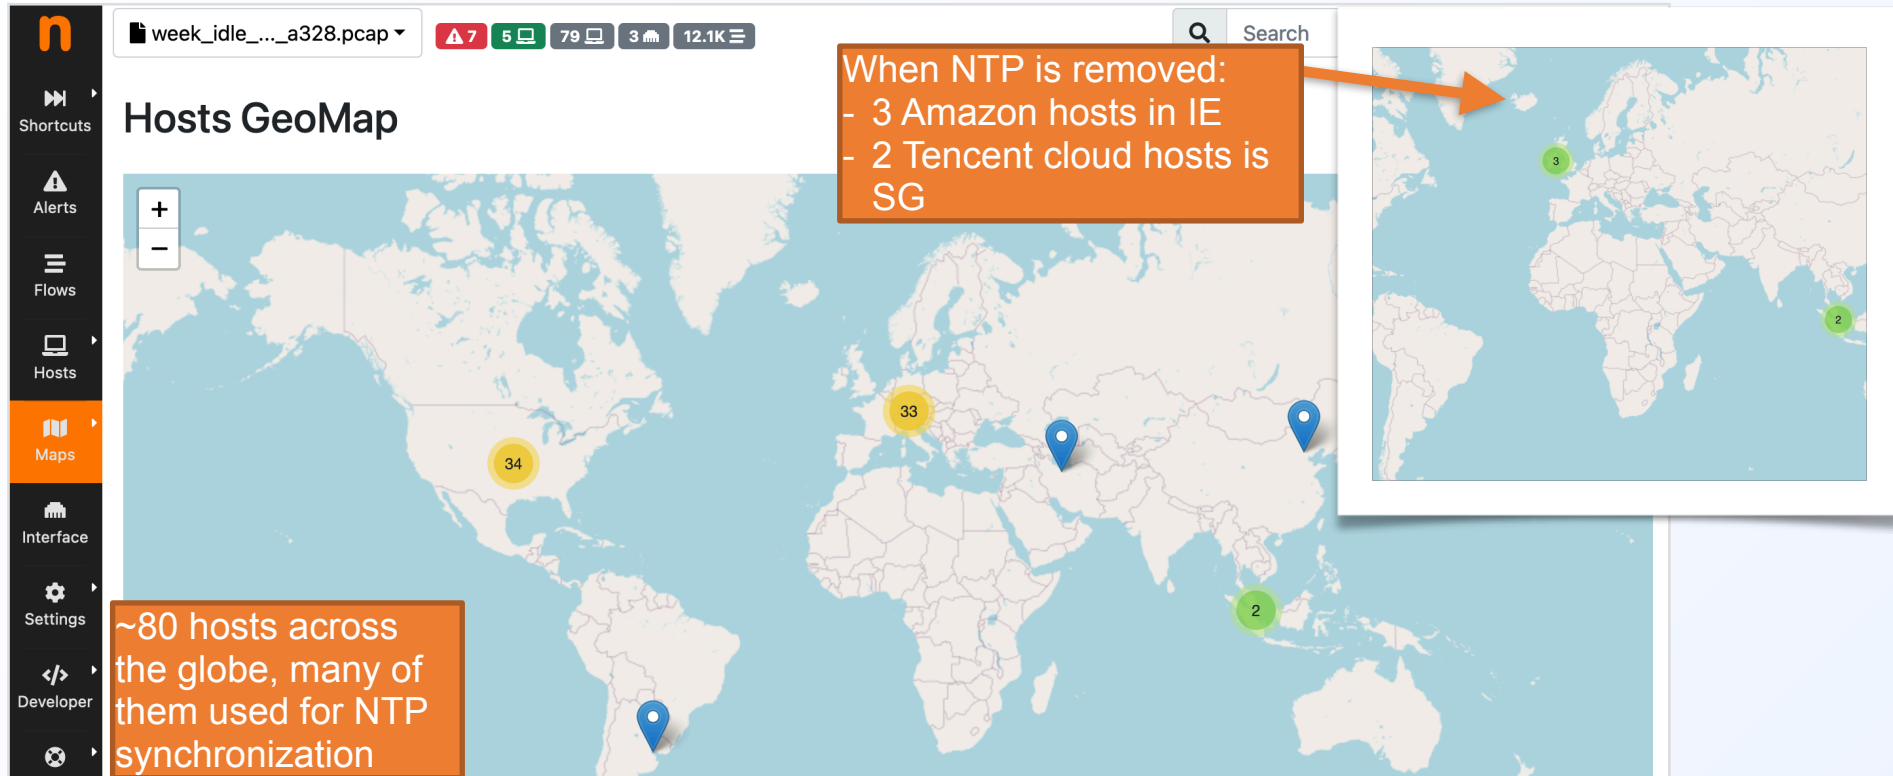 n
week_idle_..._a328.pcap
7
5
79
3
12.1K
Search
Shortcuts
Alerts
Flows
Hosts
Maps
Interface
Settings
Developer
Hosts GeoMap
+
−
When NTP is removed:
- 3 Amazon hosts in IE
- 2 Tencent cloud hosts is
SG
34
33
2
~80 hosts across
the globe, many of
them used for NTP
synchronization
3
2